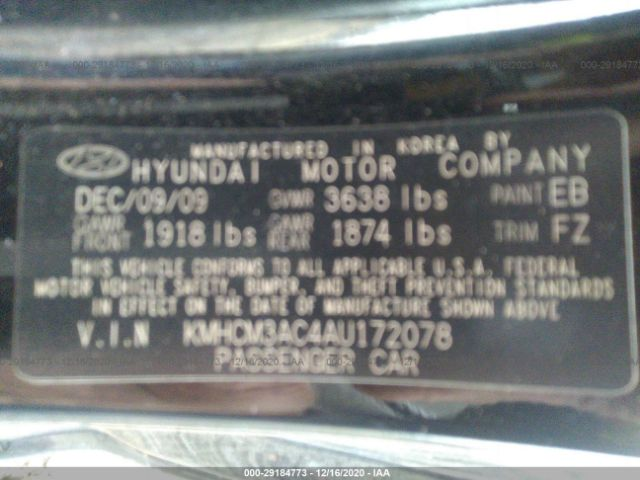 MANUFACTURED IN KOREA BY
HYUNDAI MOTOR COMPANY
DEC/09/09 GVWR 3638 lbs PAINT EB
GAWR FRONT 1918 lbs GAWR REAR 1874 lbs TRIM FZ
THIS VEHICLE CONFORMS TO ALL APPLICABLE U.S.A. FEDERAL
MOTOR VEHICLE SAFETY, BUMPER, AND THEFT PREVENTION STANDARDS
IN EFFECT ON THE DATE OF MANUFACTURE SHOWN ABOVE
V.I.N KMHCM3AC4AU172078
PASSENGER CAR
000-29184773 - 12/16/2020 - IAA